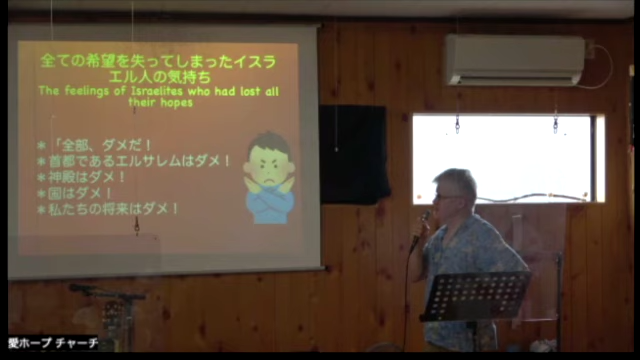 全ての希望を失ってしまったイスラ
エル人の気持ち
The feelings of Israelites who had lost all
their hopes
＊「全部、ダメだ！
＊首都であるエルサレムはダメ！
＊神殿はダメ！
＊国はダメ！
＊私たちの将来はダメ！
愛ホープ チャーチ